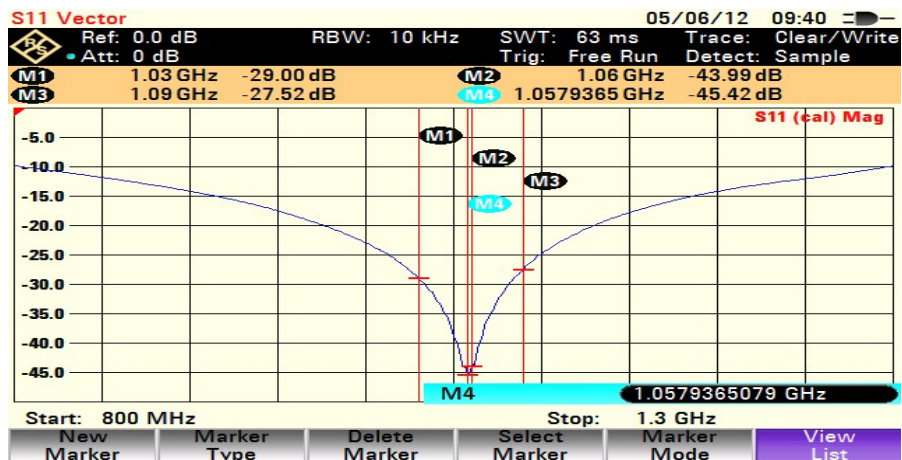 S11 Vector 05/06/12 09:40
R&S Ref: 0.0 dB RBW: 10 kHz SWT: 63 ms Trace: Clear/Write
Att: 0 dB Trig: Free Run Detect: Sample
M1 1.03 GHz -29.00 dB M2 1.06 GHz -43.99 dB
M3 1.09 GHz -27.52 dB M4 1.0579365 GHz -45.42 dB
S11 (cal) Mag
-5.0
M1
M2
-10.0
M3
-15.0
M4
-20.0
-25.0
-30.0
-35.0
-40.0
-45.0
M4 1.0579365079 GHz
Start: 800 MHz Stop: 1.3 GHz
New Marker Delete Select Marker View
Marker Type Marker Marker Mode List